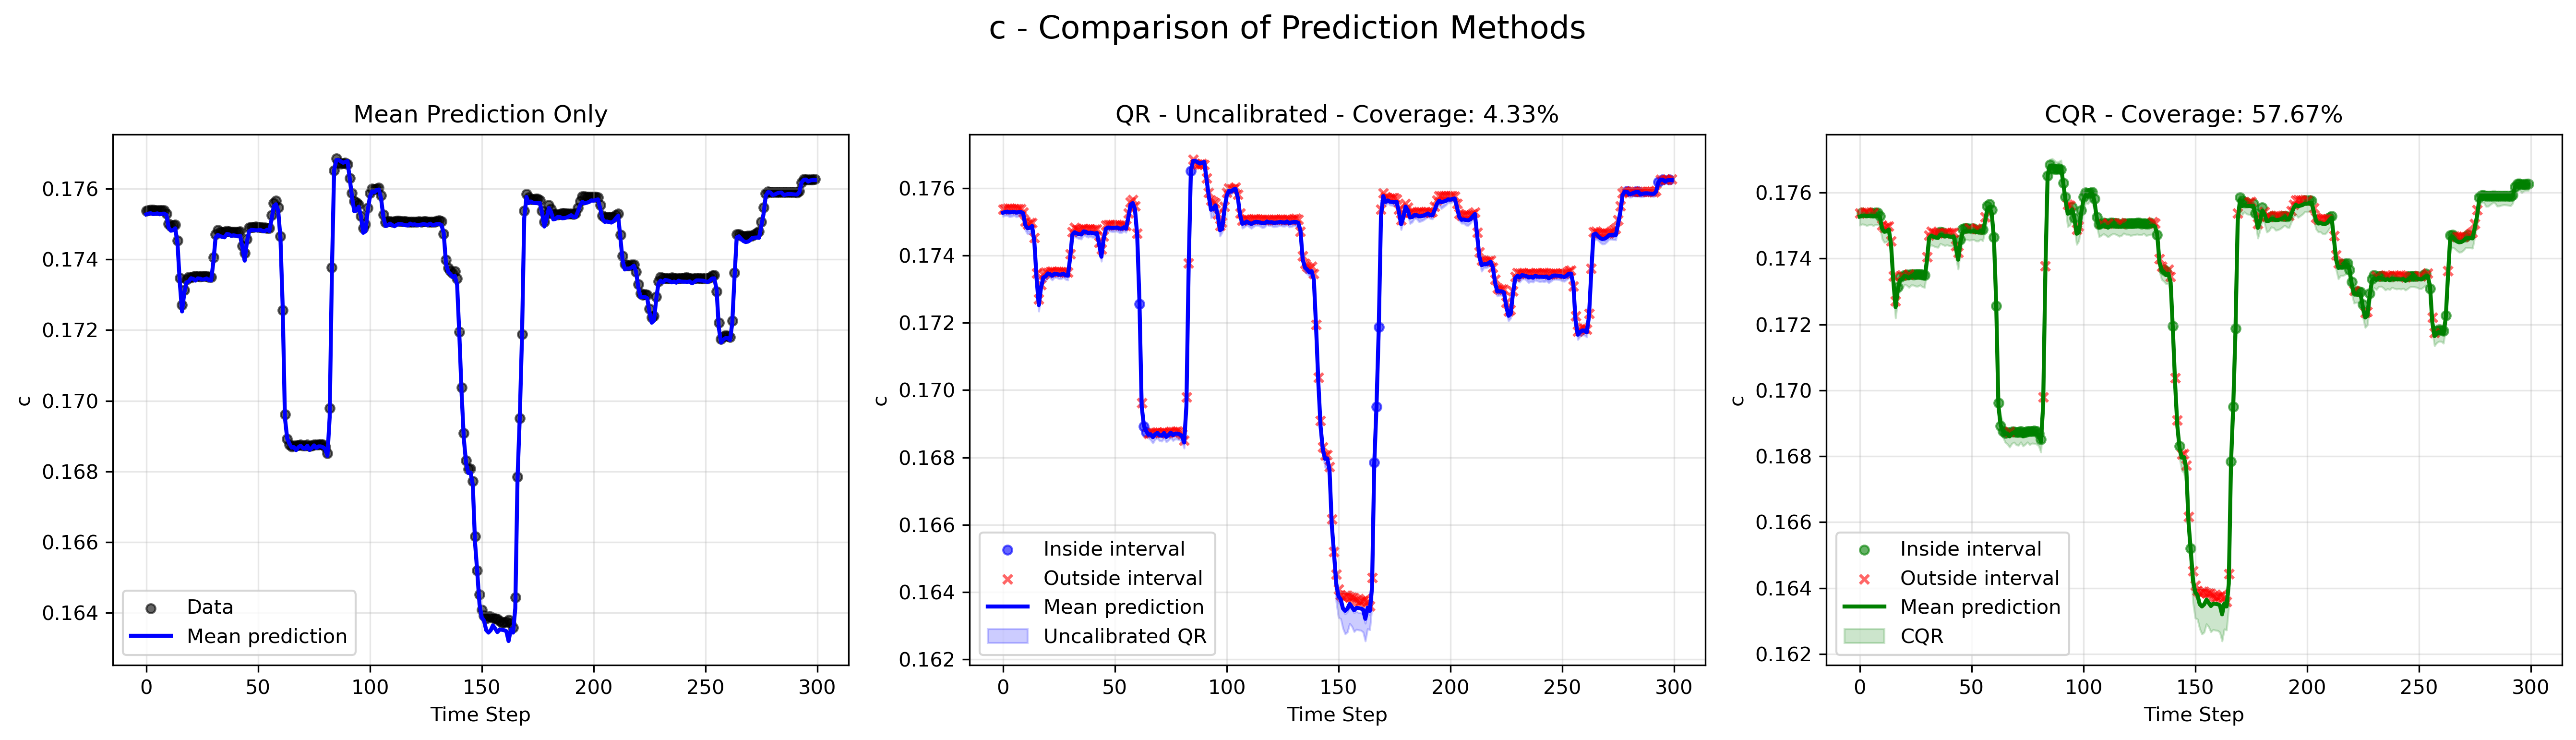 c - Comparison of Prediction Methods
Mean Prediction Only
c
0.176
0.174
0.172
0.170
0.168
0.166
0.164
Data
Mean prediction
0 50 100 150 200 250 300
Time Step
QR - Uncalibrated - Coverage: 4.33%
c
0.176
0.174
0.172
0.170
0.168
0.166
0.164
0.162
Inside interval
Outside interval
Mean prediction
Uncalibrated QR
0 50 100 150 200 250 300
Time Step
CQR - Coverage: 57.67%
c
0.176
0.174
0.172
0.170
0.168
0.166
0.164
0.162
Inside interval
Outside interval
Mean prediction
CQR
0 50 100 150 200 250 300
Time Step